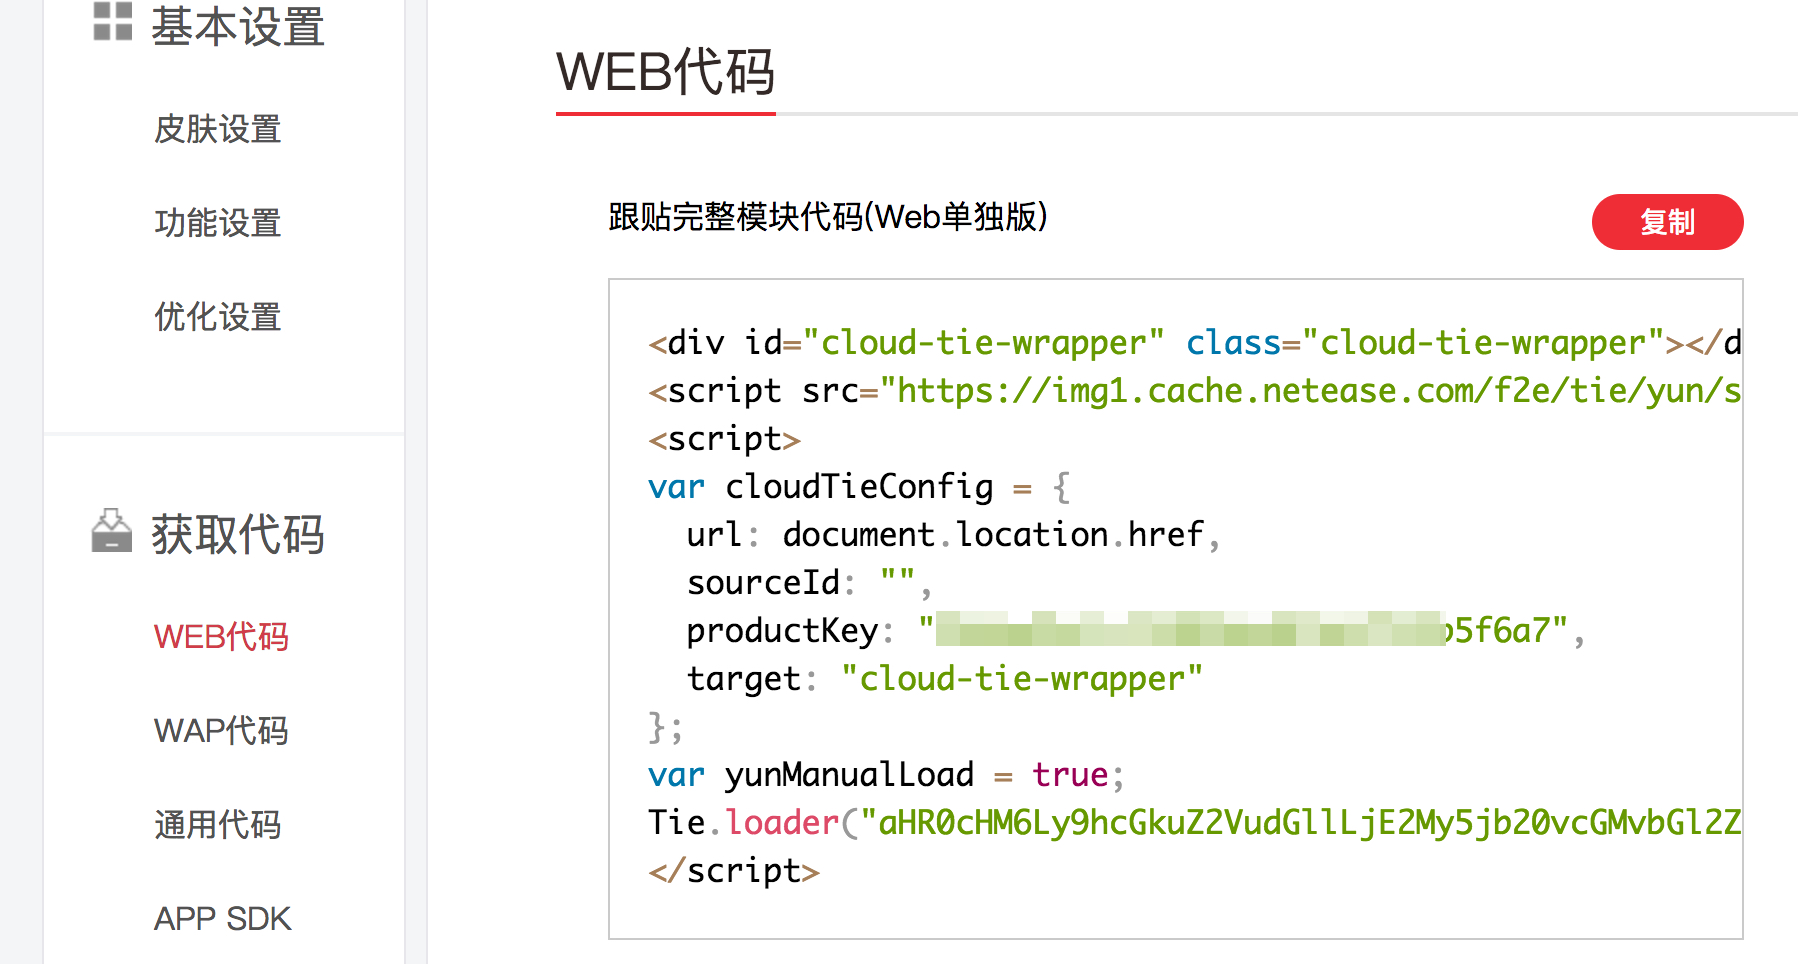 基本设置
皮肤设置
功能设置
优化设置
获取代码
WEB代码
WAP代码
通用代码
APP SDK
WEB代码
跟贴完整模块代码(Web单独版)
复制
<div id="cloud-tie-wrapper" class="cloud-tie-wrapper"></d
<script src="https://img1.cache.netease.com/f2e/tie/yun/s
<script>
var cloudTieConfig = {
url: document.location.href,
sourceId: "",
productKey: "b5f6a7",
target: "cloud-tie-wrapper"
};
var yunManualLoad = true;
Tie.loader("aHR0cHM6Ly9hcGkuZ2VudGllLjE2My5jb20vcGMvbGl2Z
</script>